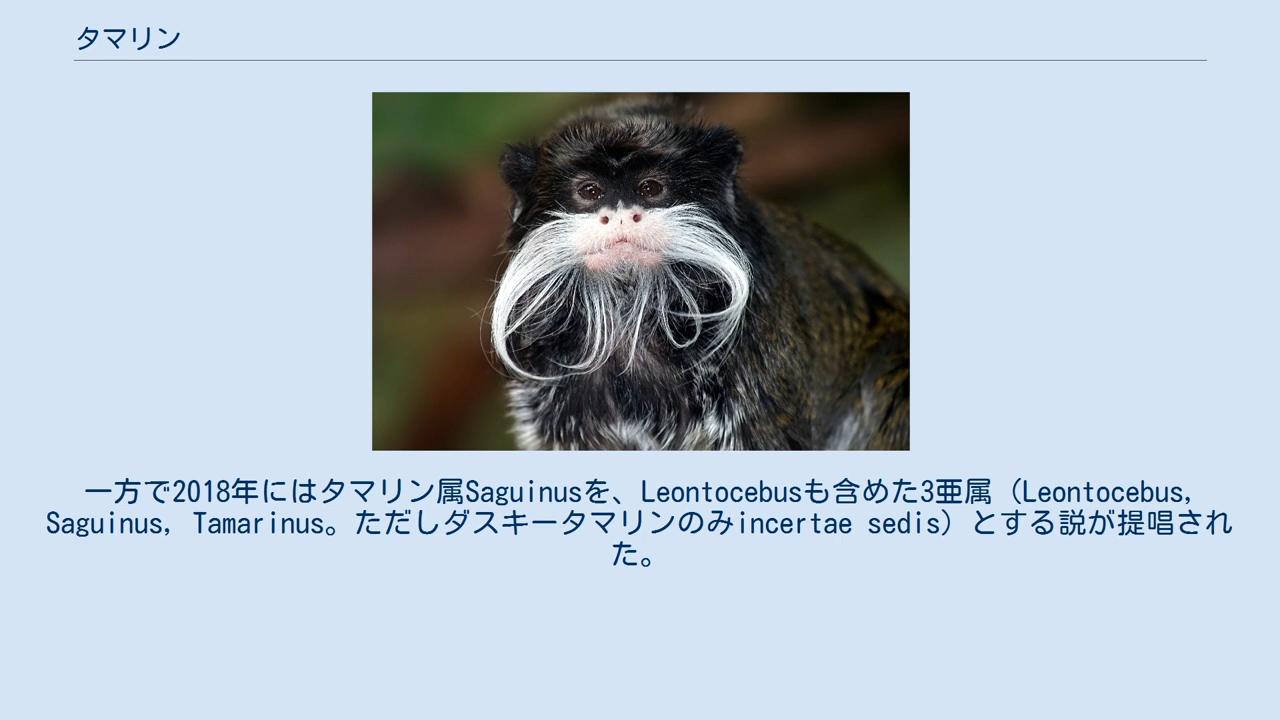 タマリン
一方で2018年にはタマリン属Saguinusを、Leontocebusも含めた3亜属（Leontocebus,
Saguinus, Tamarinus。ただしダスキータマリンのみincertae sedis）とする説が提唱され
た。